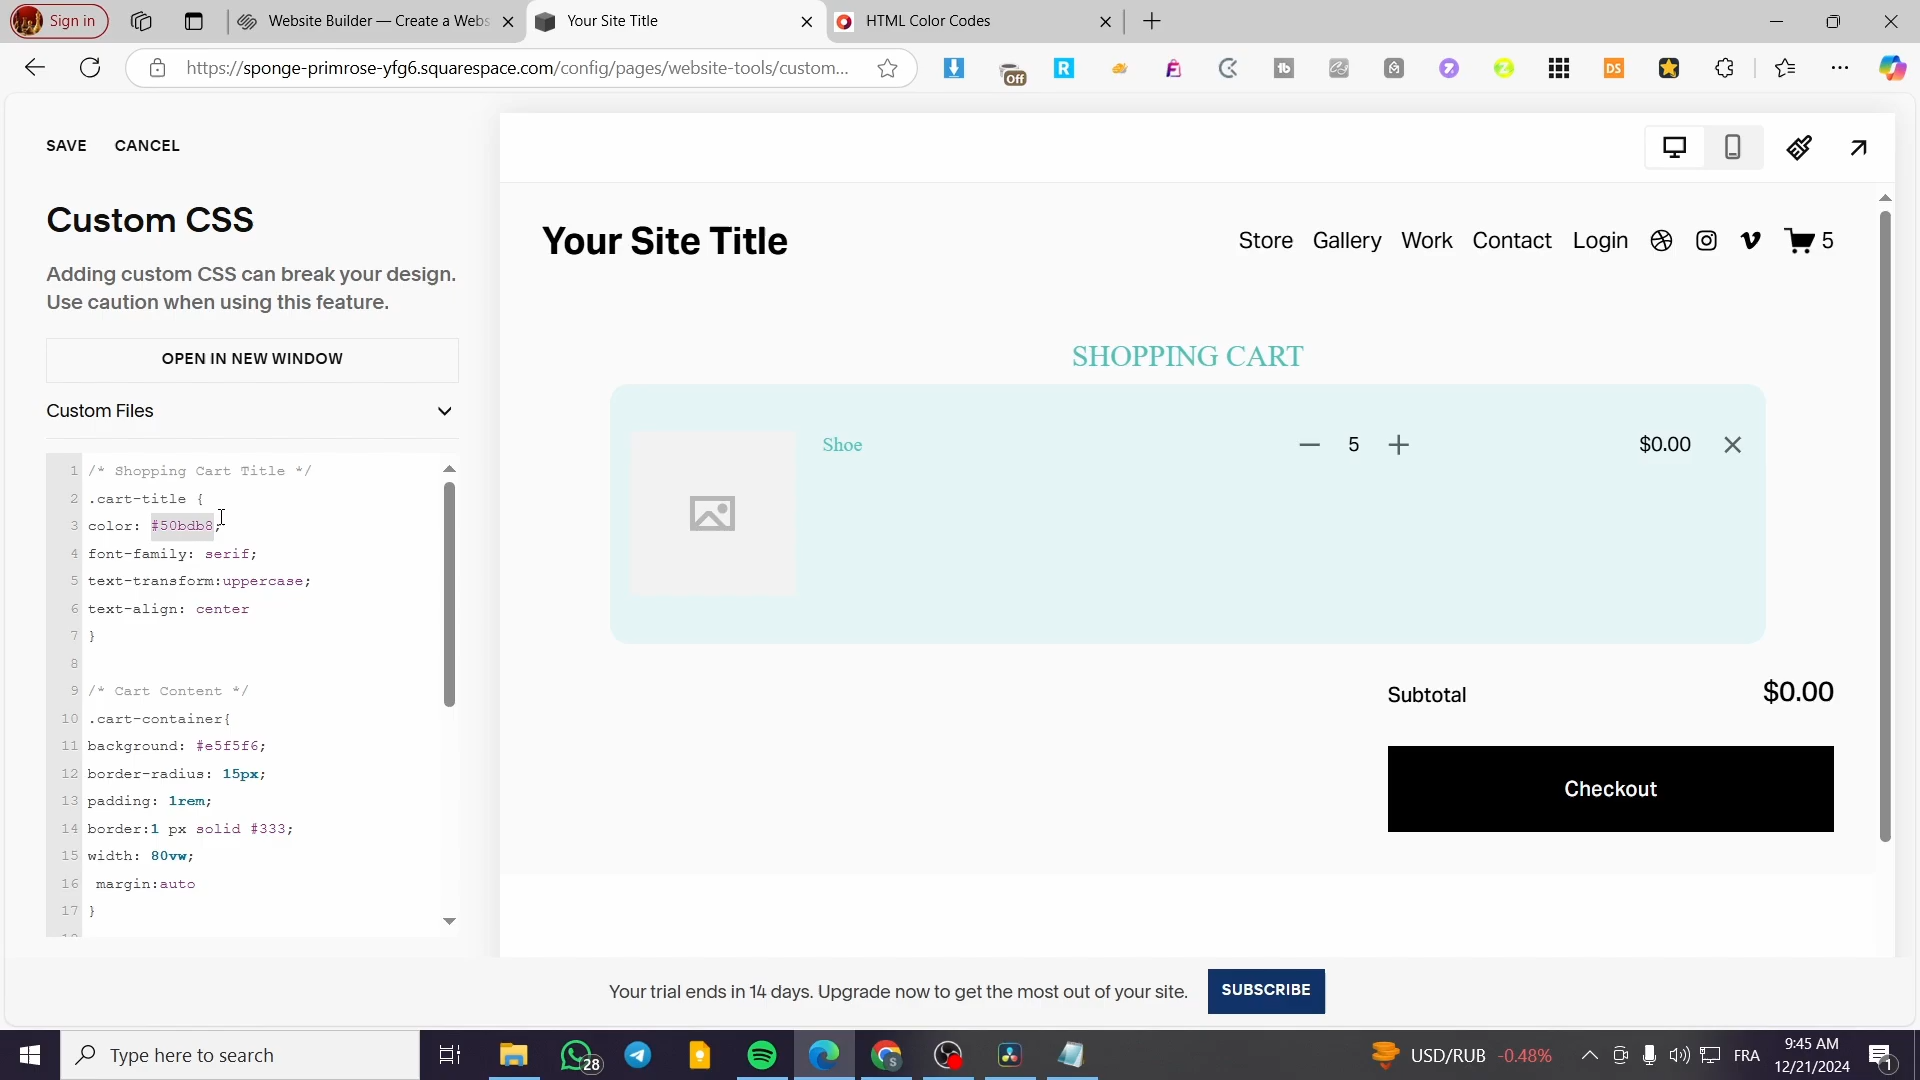 Sign in
Website Builder — Create a Webs
Your Site Title
HTML Color Codes
https://sponge-primrose-yfg6.squarespace.com/config/pages/website-tools/custom...
Off
R
tb
DS
SAVE
CANCEL
Custom CSS
Adding custom CSS can break your design.
Use caution when using this feature.
OPEN IN NEW WINDOW
Custom Files
1 /* Shopping Cart Title */
2 .cart-title {
3 color: #50bdb8;
4 font-family: serif;
5 text-transform:uppercase;
6 text-align: center
7 }
8
9 /* Cart Content */
10 .cart-container{
11 background: #e5f5f6;
12 border-radius: 15px;
13 padding: 1rem;
14 border:1 px solid #333;
15 width: 80vw;
16 margin:auto
17 }
Your Site Title
Store Gallery Work Contact Login 5
SHOPPING CART
Shoe
5
$0.00
Subtotal
$0.00
Checkout
Your trial ends in 14 days. Upgrade now to get the most out of your site.
SUBSCRIBE
Type here to search
28
USD/RUB -0.48%
FRA
9:45 AM
12/21/2024
1